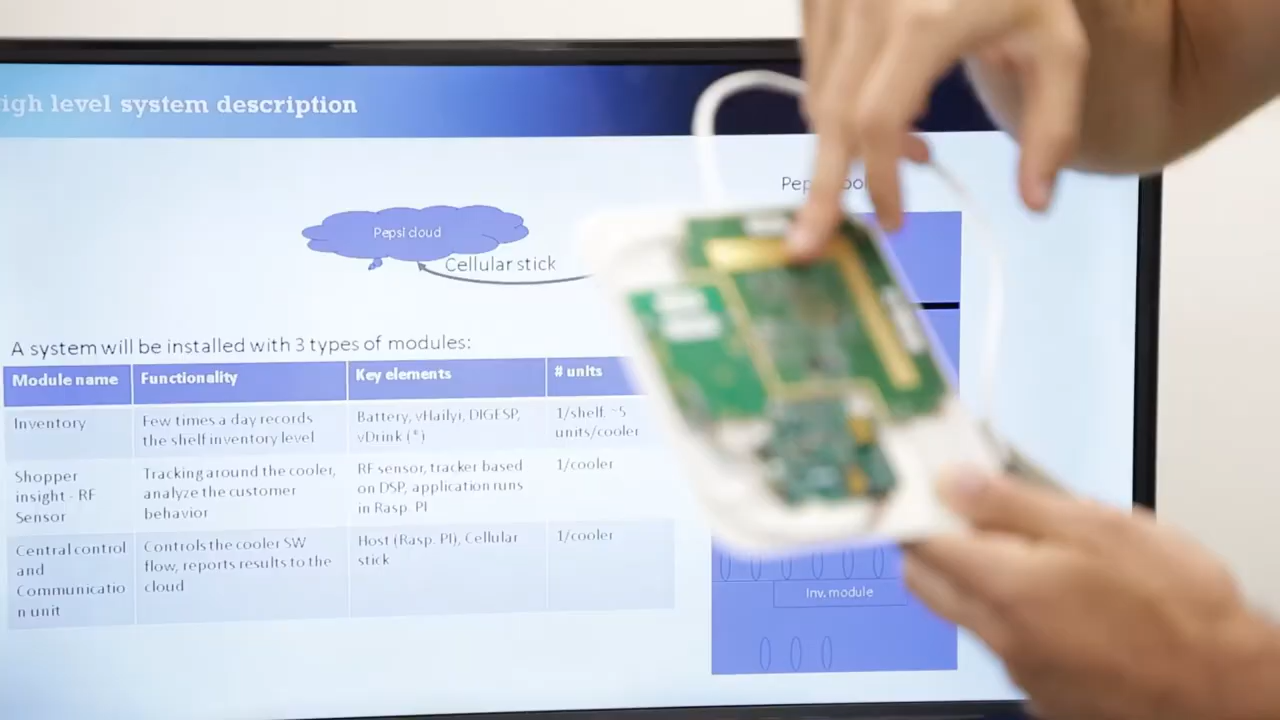 igh level system description
Pepsi cloud
Cellular stick
A system will be installed with 3 types of modules:
Module name
Functionality
Key elements
# units
Inventory
Few times a day records
the shelf inventory level
Battery, vHailyi, DIGESP,
vDrink (*)
1/shelf. ~5
units/cooler
Shopper
insight - RF
Sensor
Tracking around the cooler,
analyze the customer
behavior
RF sensor, tracker based
on DSP, application runs
in Rasp. PI
1/cooler
Central control
and
Communicatio
n unit
Controls the cooler SW
flow, reports results to the
cloud
Host (Rasp. PI), Cellular
stick
1/cooler
Inv. module